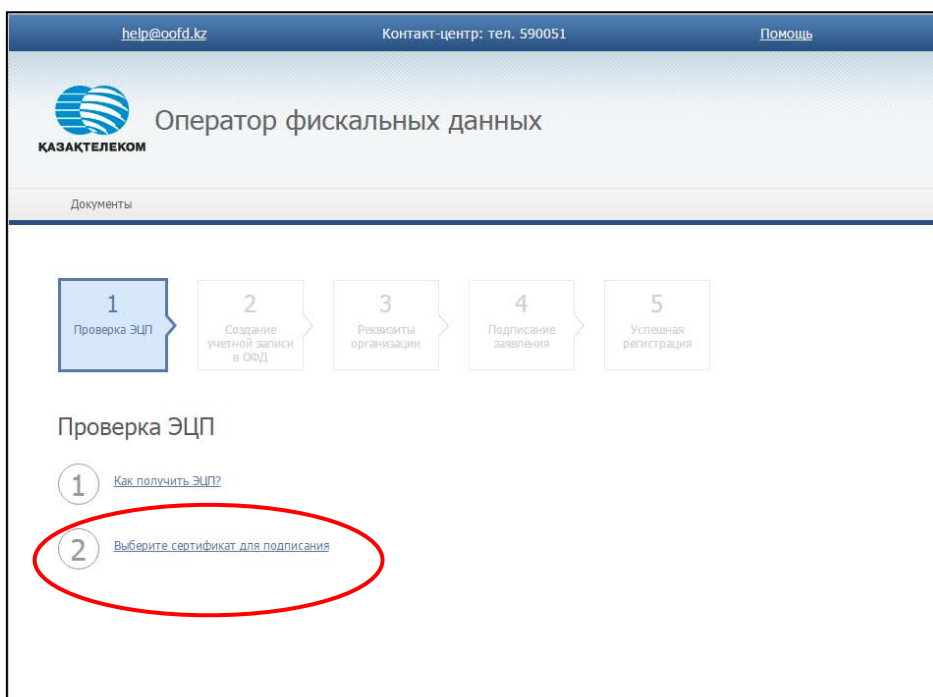 help@oofd.kz Контакт-центр: тел. 590051 Помощь
ҚАЗАҚТЕЛЕКОМ
Оператор фискальных данных
Документы
1
Проверка ЭЦП
2
Создание
учетной записи
в ОФД
3
Реквизиты
организации
4
Подписание
заявления
5
Успешная
регистрация
Проверка ЭЦП
1 Как получить ЭЦП?
2 Выберите сертификат для подписания